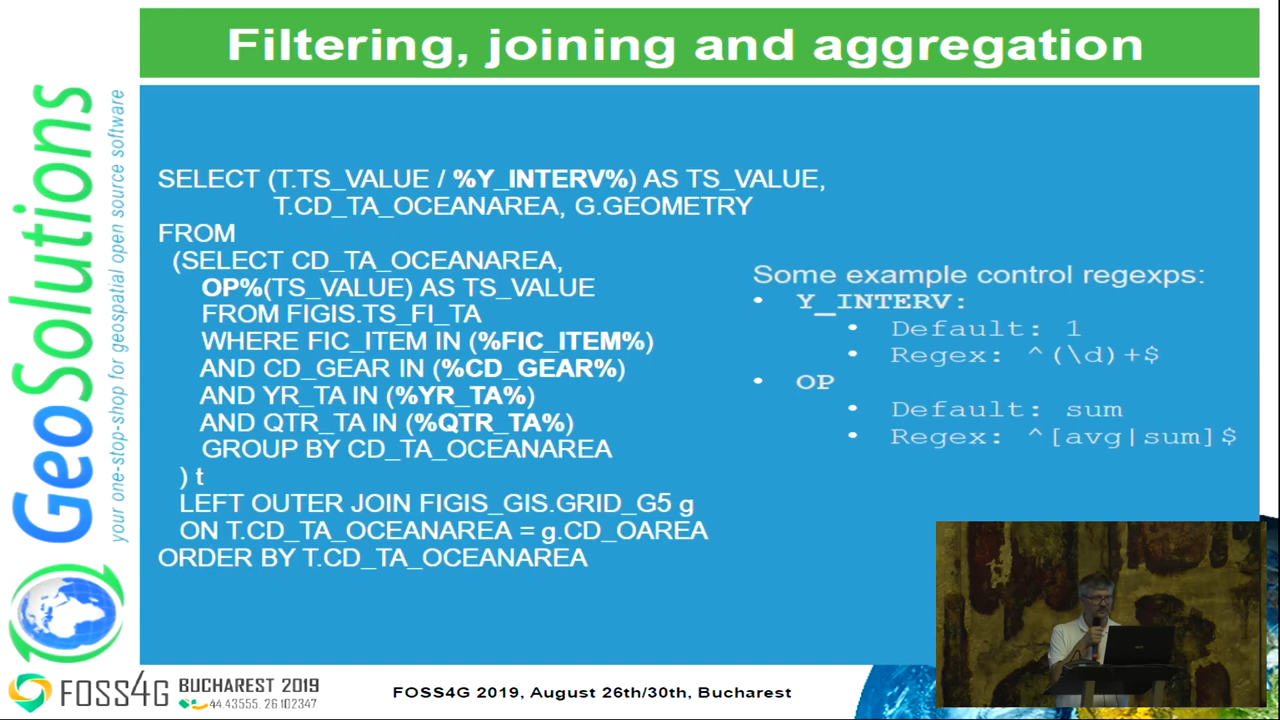 Filtering, joining and aggregation
GeoSolutions
your one-stop-shop for geospatial open source software
SELECT (T.TS_VALUE / %Y_INTERV%) AS TS_VALUE,
T.CD_TA_OCEANAREA, G.GEOMETRY
FROM
(SELECT CD_TA_OCEANAREA,
OP%(TS_VALUE) AS TS_VALUE
FROM FIGIS.TS_FI_TA
WHERE FIC_ITEM IN (%FIC_ITEM%)
AND CD_GEAR IN (%CD_GEAR%)
AND YR_TA IN (%YR_TA%)
AND QTR_TA IN (%QTR_TA%)
GROUP BY CD_TA_OCEANAREA
) t
LEFT OUTER JOIN FIGIS_GIS.GRID_G5 g
ON T.CD_TA_OCEANAREA = g.CD_OAREA
ORDER BY T.CD_TA_OCEANAREA
Some example control regexps:
• Y_INTERV:
• Default: 1
• Regex: ^(\d)+$
• OP
• Default: sum
• Regex: ^[avg|sum]$
FOSS4G BUCHAREST 2019
44.43555, 26.102347
FOSS4G 2019, August 26th/30th, Bucharest